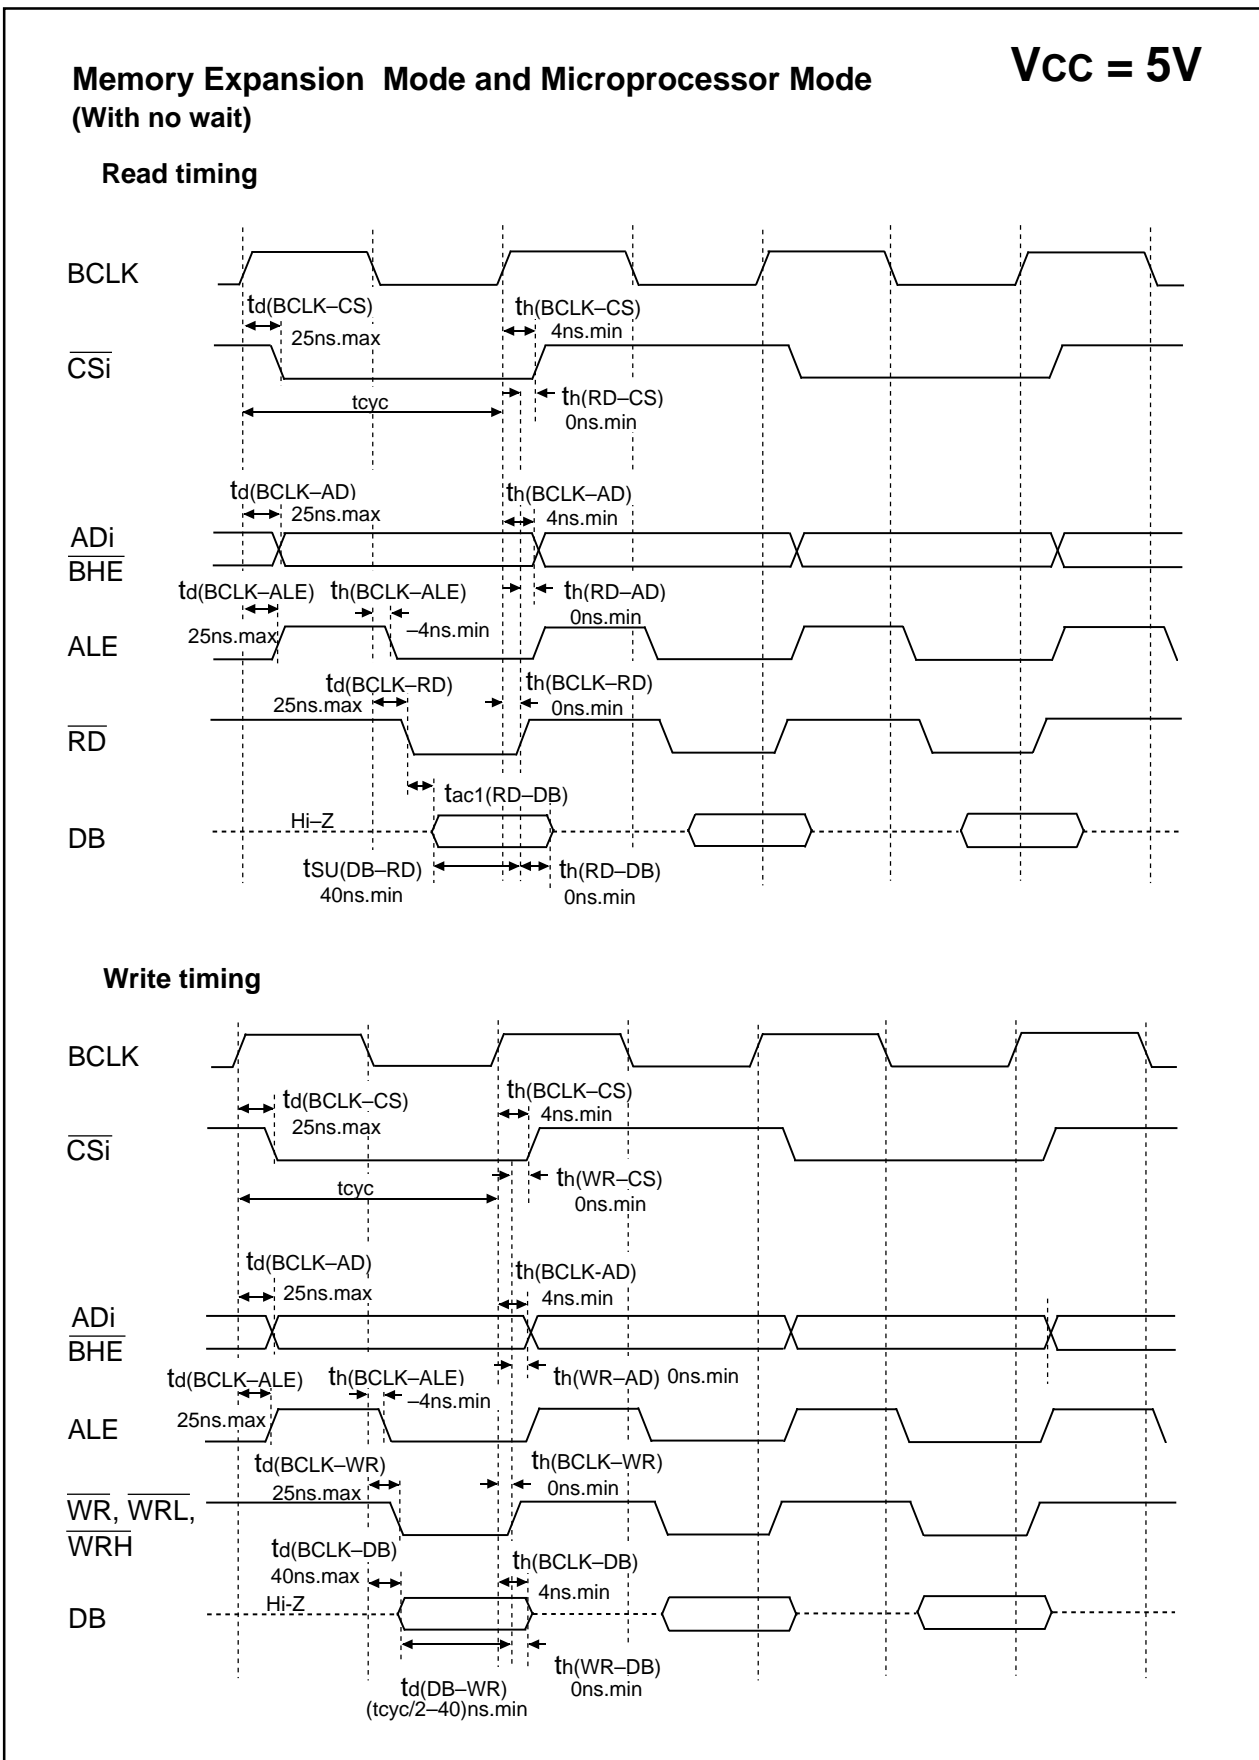 VCC = 5V
Memory Expansion Mode and Microprocessor Mode
(With no wait)
Read timing
BCLK
td(BCLK–CS)
25ns.max
th(BCLK–CS)
4ns.min
CSi
tcyc
th(RD–CS)
0ns.min
td(BCLK–AD)
25ns.max
th(BCLK–AD)
4ns.min
ADi
BHE
td(BCLK–ALE)
25ns.max
th(BCLK–ALE)
–4ns.min
th(RD–AD)
0ns.min
ALE
td(BCLK–RD)
25ns.max
th(BCLK–RD)
0ns.min
RD
tac1(RD–DB)
Hi–Z
DB
tSU(DB–RD)
40ns.min
th(RD–DB)
0ns.min
Write timing
BCLK
td(BCLK–CS)
25ns.max
th(BCLK–CS)
4ns.min
CSi
tcyc
th(WR–CS)
0ns.min
td(BCLK–AD)
25ns.max
th(BCLK-AD)
4ns.min
ADi
BHE
td(BCLK–ALE)
25ns.max
th(BCLK–ALE)
–4ns.min
th(WR–AD) 0ns.min
ALE
td(BCLK–WR)
25ns.max
th(BCLK–WR)
0ns.min
WR, WRL,
WRH
td(BCLK–DB)
40ns.max
th(BCLK–DB)
4ns.min
Hi-Z
DB
td(DB–WR)
(tcyc/2–40)ns.min
th(WR–DB)
0ns.min